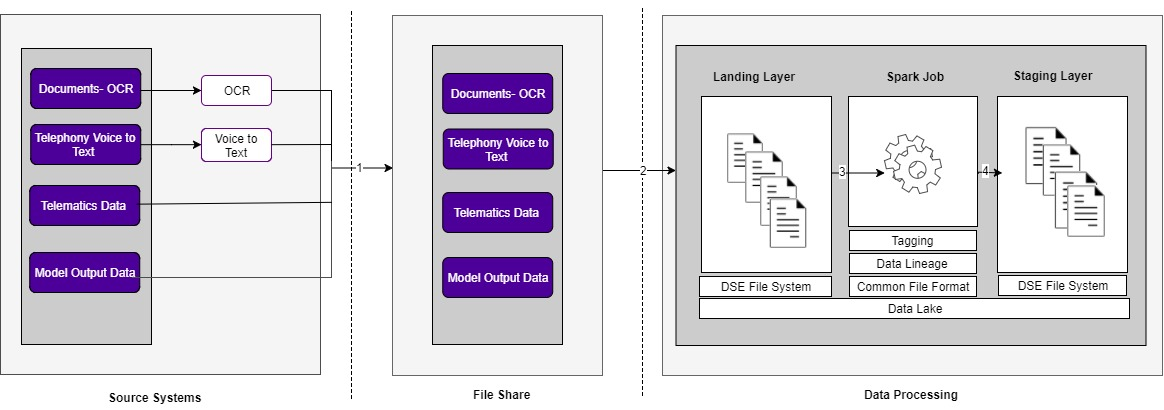 Documents- OCR
OCR
Telephony Voice to
Text
Voice to
Text
Telematics Data
Model Output Data
Source Systems
1
Documents- OCR
Telephony Voice to
Text
Telematics Data
Model Output Data
File Share
2
Landing Layer
Spark Job
Staging Layer
3
4
Tagging
Data Lineage
DSE File System
Common File Format
DSE File System
Data Lake
Data Processing